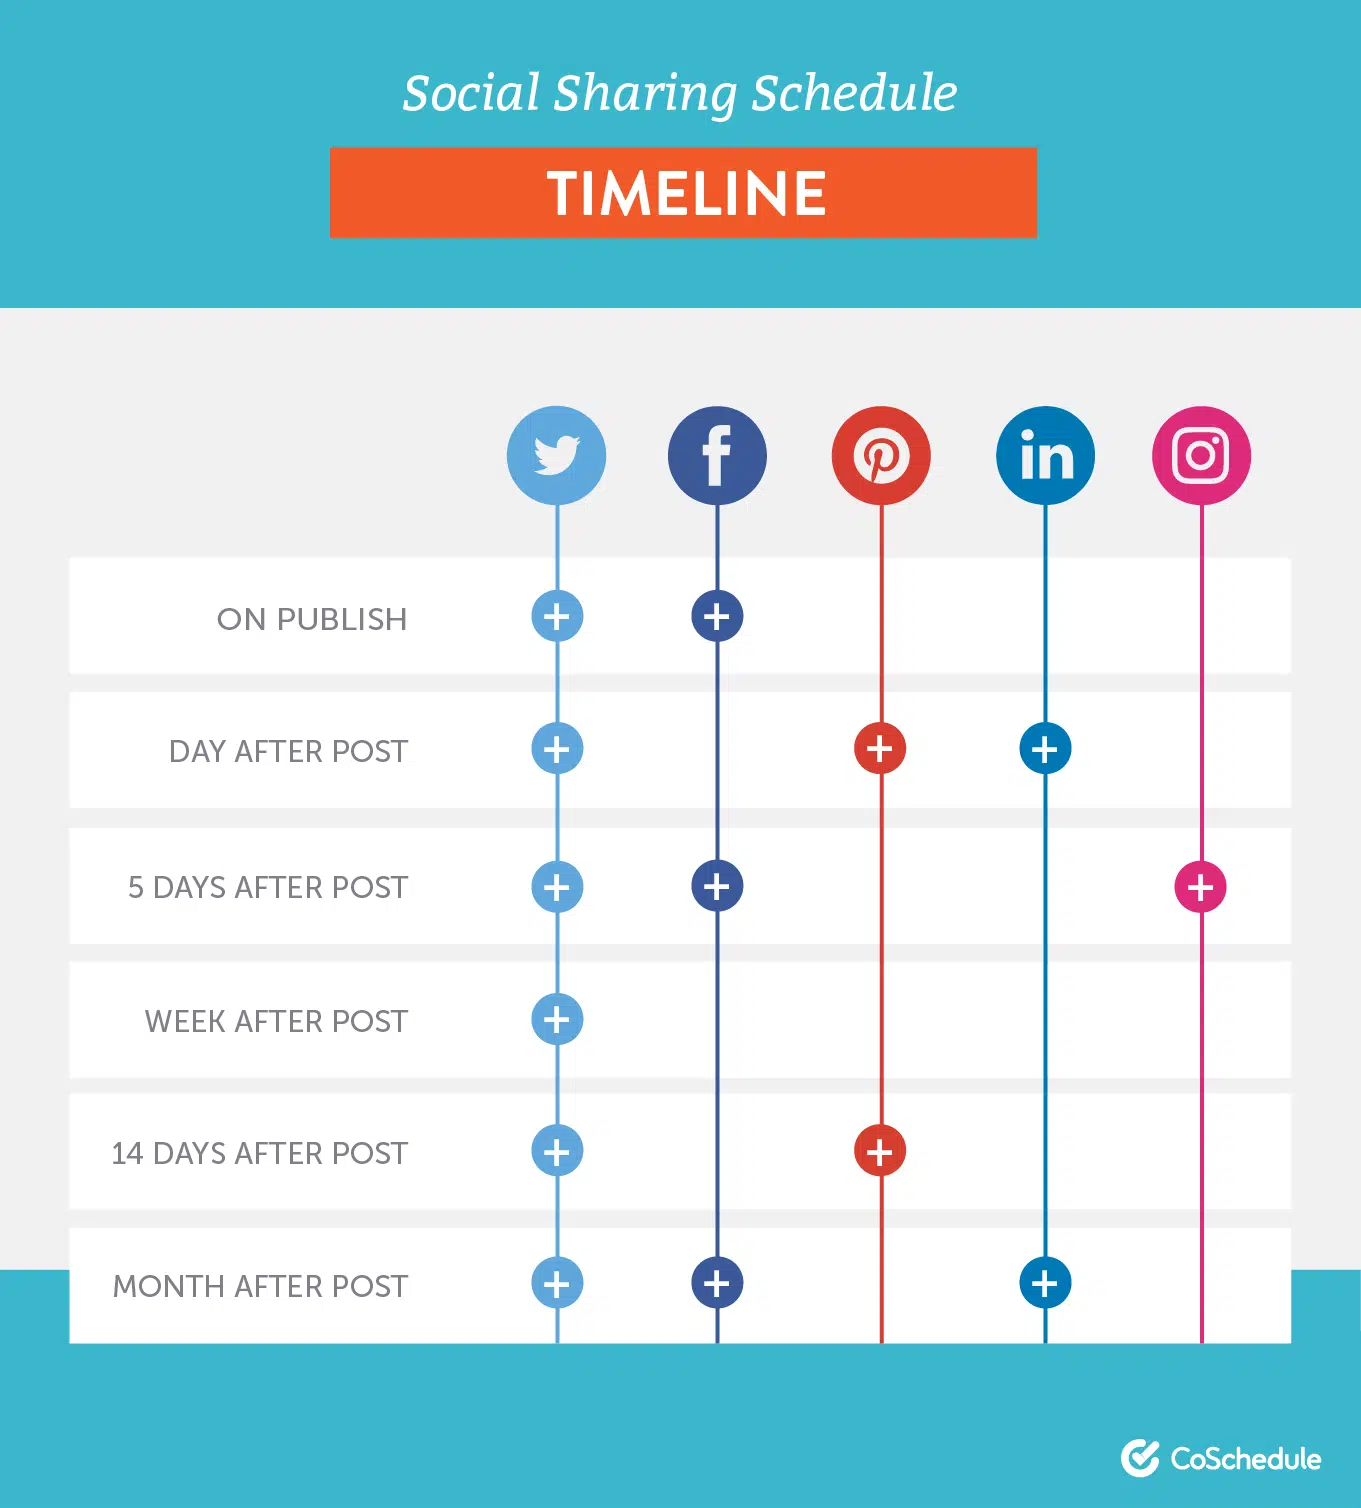 Social Sharing Schedule
TIMELINE
in
ON PUBLISH
DAY AFTER POST
5 DAYS AFTER POST
WEEK AFTER POST
14 DAYS AFTER POST
MONTH AFTER POST
CoSchedule